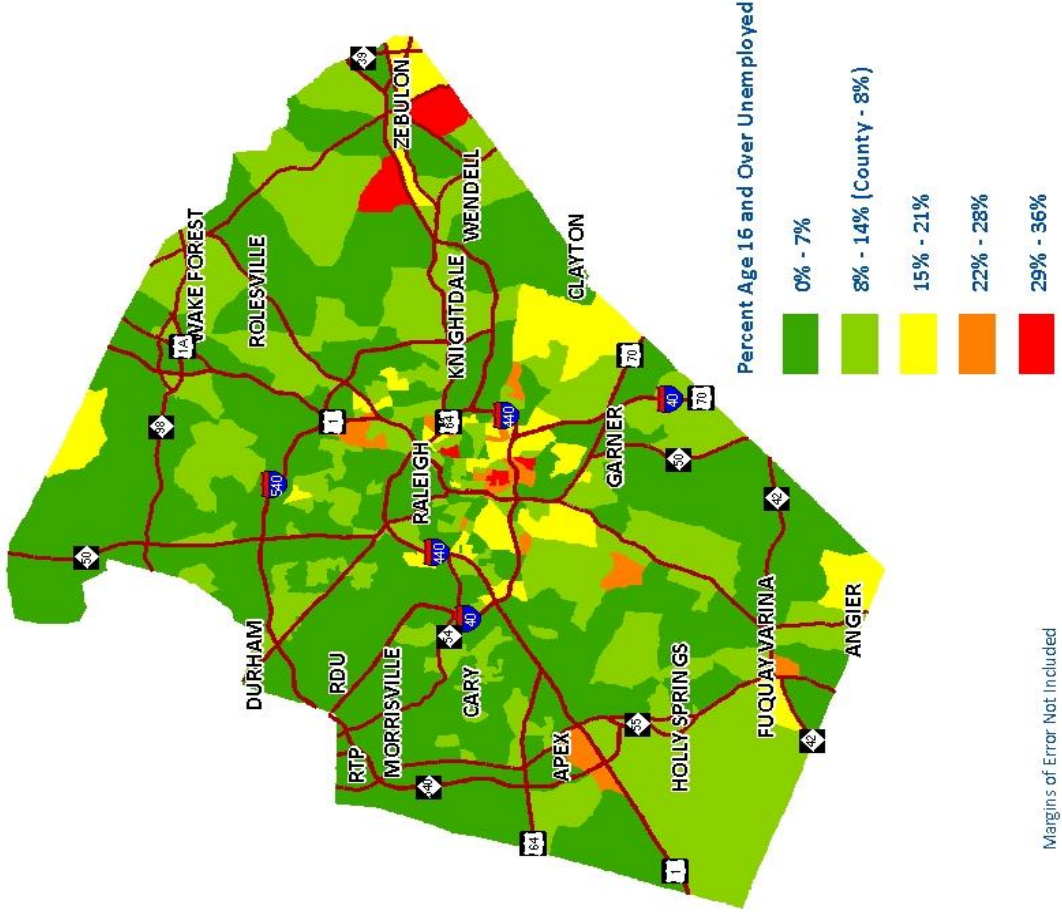 39
ZEBULON
WAKE FOREST
WENDELL
ROLESVILLE
1A
98
KNIGHTDALE
CLAYTON
1
64
440
70
540
RALEIGH
GARNER
40
70
50
50
440
42
DURHAM
RDU
54
40
MORRISVILLE
CARY
RTP
FUQUAY VARINA
ANGIER
HOLLY SPRINGS
55
42
APEX
64
1
Percent Age 16 and Over Unemployed
0% - 7%
8% - 14% (County - 8%)
15% - 21%
22% - 28%
29% - 36%
Margins of Error Not Included